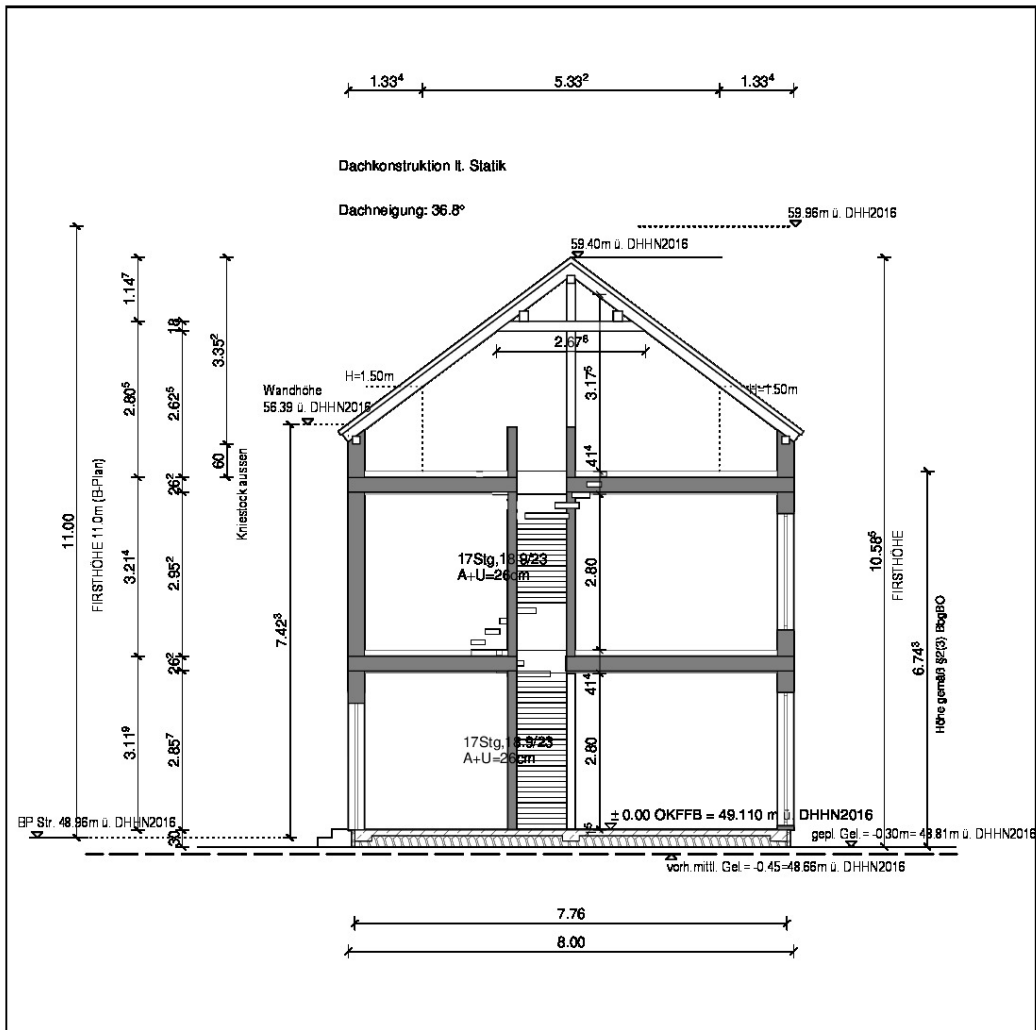 1.33⁴ 5.33² 1.33⁴
Dachkonstruktion lt. Statik
Dachneigung: 36.8°
59.96m ü. DHH2016
59.40m ü. DHHN2016
1.14⁷
18
3.35²
2.67⁶
H=1.50m
H=1.50m
3.17⁵
2.80⁵
2.62⁵
Wandhöhe
56.39 ü. DHHN2016
60
Kniestock aussen
41⁴
26²
11.00
FIRSTHÖHE 11.0m (B-Plan)
3.21⁴
2.95²
7.42³
17Stg,18.9/23
A+U=26cm
2.80
10.58⁵
FIRSTHÖHE
6.74³
Höhe gemäß §2(3) BbgBO
26²
41⁴
3.11⁹
2.85⁷
17Stg,18.9/23
A+U=26cm
2.80
BP Str. 48.96m ü. DHHN2016
30
± 0.00 OKFFB = 49.110 m ü. DHHN2016
gepl. Gel. = -0.30m= 48.81m ü. DHHN2016
vorh.mittl. Gel.= -0.45=48.66m ü. DHHN2016
7.76
8.00